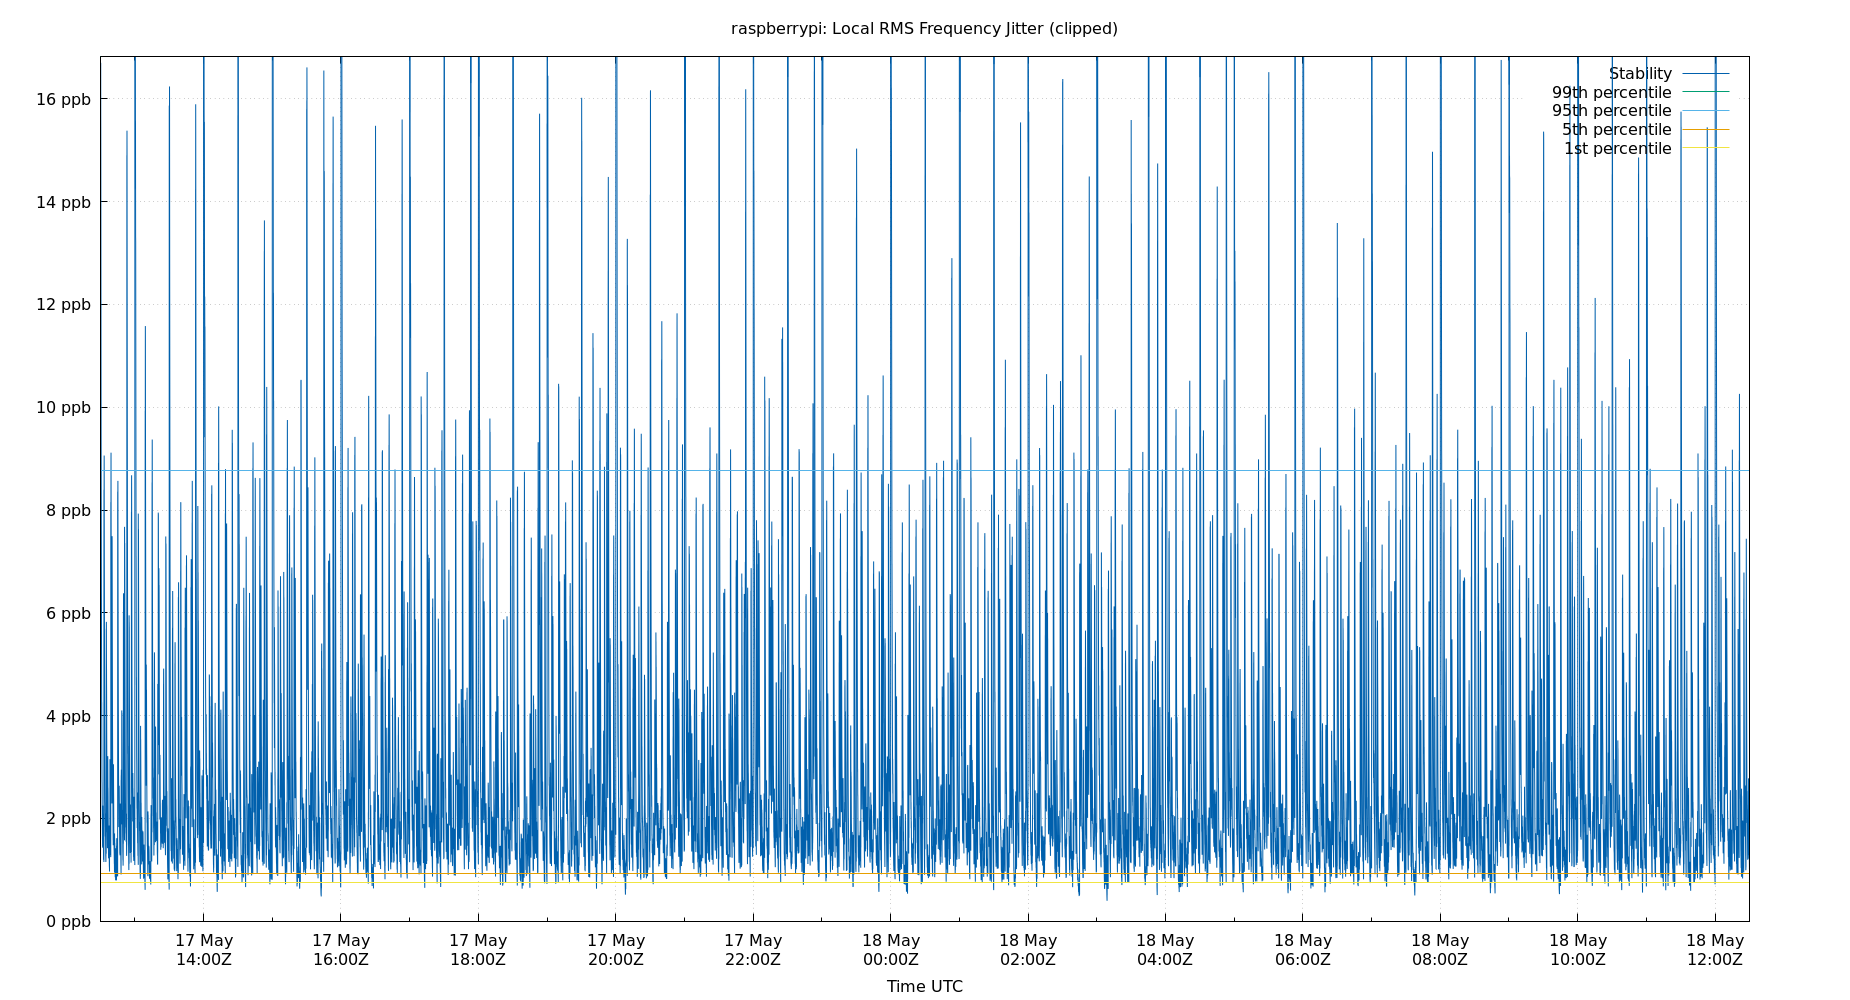 raspberrypi: Local RMS Frequency Jitter (clipped)
Stability
99th percentile
95th percentile
5th percentile
1st percentile
16 ppb
14 ppb
12 ppb
10 ppb
8 ppb
6 ppb
4 ppb
2 ppb
0 ppb
17 May 17 May 17 May 17 May 17 May 18 May 18 May 18 May 18 May 18 May 18 May 18 May
14:00Z 16:00Z 18:00Z 20:00Z 22:00Z 00:00Z 02:00Z 04:00Z 06:00Z 08:00Z 10:00Z 12:00Z
Time UTC